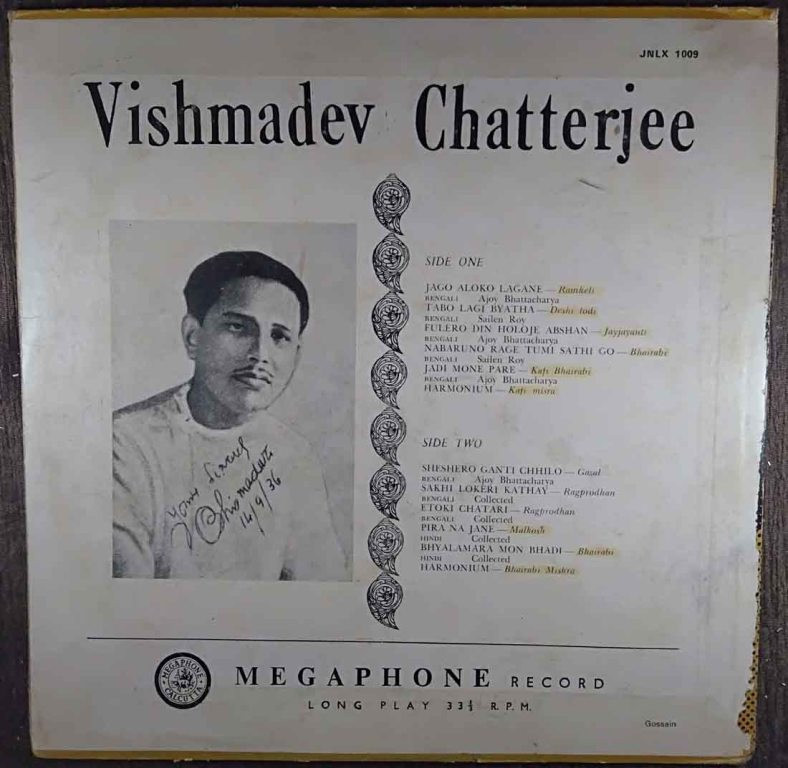 JNLX 1009
Vishmadev Chatterjee
Yours Sincerely
Bhismadev
14/9/36
SIDE ONE
JAGO ALOKO LAGANE — Ramkeli
BENGALI Ajoy Bhattacharya
TABO LAGI BYATHA — Deshi todi
BENGALI Sailen Roy
FULERO DIN HOLOJE ABSHAN — Jayjayanti
BENGALI Ajoy Bhattacharya
NABARUNO RAGE TUMI SATHI GO — Bhairabi
BENGALI Sailen Roy
JADI MONE PARE — Kafi Bhairabi
BENGALI Ajoy Bhattacharya
HARMONIUM — Kafi misra
SIDE TWO
SHESHERO GANTI CHHILO — Gazal
BENGALI Ajoy Bhattacharya
SAKHI LOKERI KATHAY — Ragprodhan
BENGALI Collected
ETOKI CHATARI — Ragprodhan
BENGALI Collected
PIRA NA JANE — Malkosh
HINDI Collected
BHYALAMARA MON BHADI — Bhairabi
HINDI Collected
HARMONIUM — Bhairabi Mishra
MEGAPHONE
CALCUTTA
MEGAPHONE RECORD
LONG PLAY 33⅓ R.P.M.
Gossain